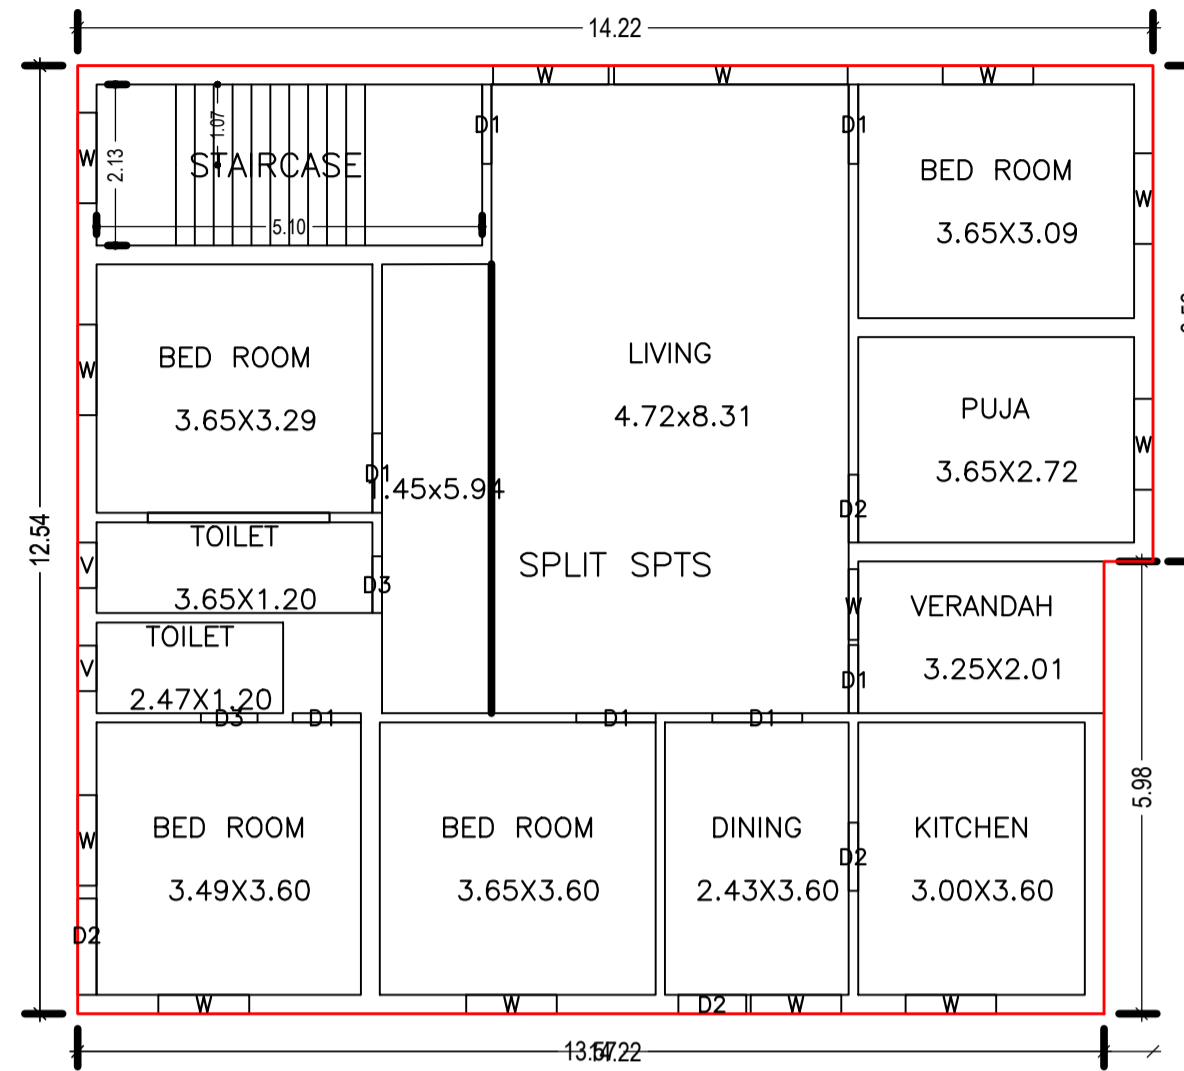 14.22
W
W
W
D1
D1
W
2.13
1.07
STAIRCASE
5.10
BED ROOM
3.65X3.09
W
BED ROOM
3.65X3.29
W
LIVING
4.72x8.31
PUJA
3.65X2.72
W
D1
1.45x5.94
D2
12.54
TOILET
3.65X1.20
V
D3
SPLIT SPTS
W
VERANDAH
3.25X2.01
D1
TOILET
2.47X1.20
V
D3
D1
D1
D1
5.98
BED ROOM
3.49X3.60
W
BED ROOM
3.65X3.60
DINING
2.43X3.60
D2
KITCHEN
3.00X3.60
D2
W
W
D2
W
W
14.22